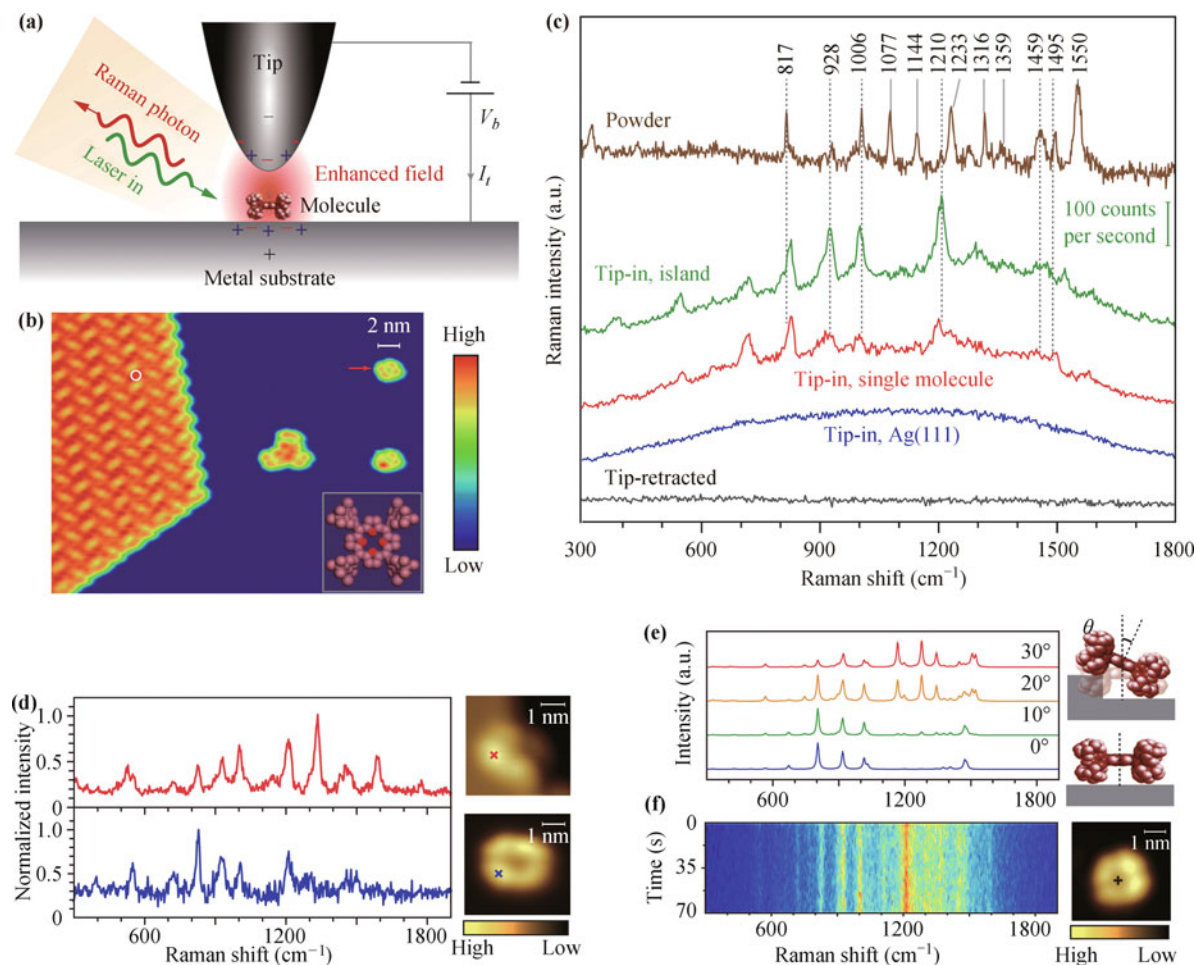 (a)
Tip
−
Raman photon
Laser in
V_b
I_t
Enhanced field
Molecule
+ − + − +
+
Metal substrate
(b)
2 nm
High
Low
(c)
817
928
1006
1077
1144
1210
1233
1316
1359
1459
1495
1550
Powder
100 counts
per second
Tip-in, island
Tip-in, single molecule
Tip-in, Ag(111)
Tip-retracted
Raman intensity (a.u.)
300 600 900 1200 1500 1800
Raman shift (cm⁻¹)
(d)
Normalized intensity
1.0
0.5
0
1.0
0.5
0
600 1200 1800
Raman shift (cm⁻¹)
1 nm
1 nm
High Low
(e)
Intensity (a.u.)
30°
20°
10°
0°
600 1200 1800
θ
(f)
Time (s)
0
35
70
600 1200 1800
Raman shift (cm⁻¹)
1 nm
High Low